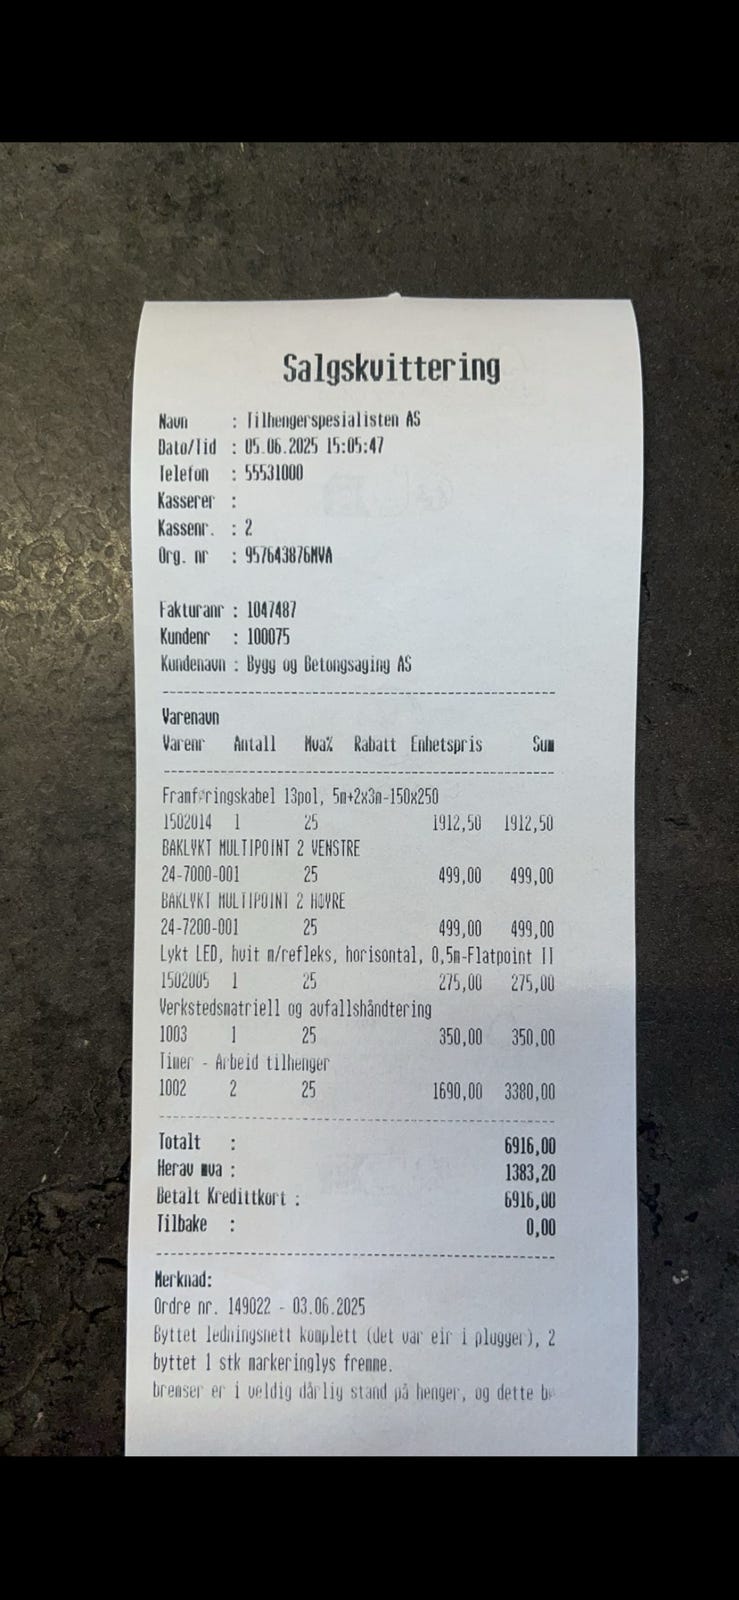 Salgskvittering
Navn : Tilhengerspesialisten AS
Dato/Tid : 05.06.2025 15:05:47
Telefon : 55531000
Kasserer :
Kassenr. : 2
Org. nr : 957643876MVA
Fakturanr : 1047487
Kundenr : 100075
Kundenavn : Bygg og Betongsaging AS
Varenavn
Varenr Antall Mva% Rabatt Enhetspris Sum
Framføringskabel 13pol, 5m+2x3m-150x250
1502014 1 25 1912,50 1912,50
BAKLYKT MULTIPOINT 2 VENSTRE
24-7000-001 25 499,00 499,00
BAKLYKT MULTIPOINT 2 HØYRE
24-7200-001 25 499,00 499,00
Lykt LED, hvit m/refleks, horisontal, 0,5m-Flatpoint II
1502005 1 25 275,00 275,00
Verkstedsmatriell og avfallshåndtering
1003 1 25 350,00 350,00
Timer - Arbeid tilhenger
1002 2 25 1690,00 3380,00
Totalt : 6916,00
Herav mva : 1383,20
Betalt Kredittkort : 6916,00
Tilbake : 0,00
Merknad:
Ordre nr. 149022 - 03.06.2025
Byttet ledningsnett komplett (det var eir i plugger), 2
byttet 1 stk markeringlys fremme.
bremser er i veldig dårlig stand på henger, og dette